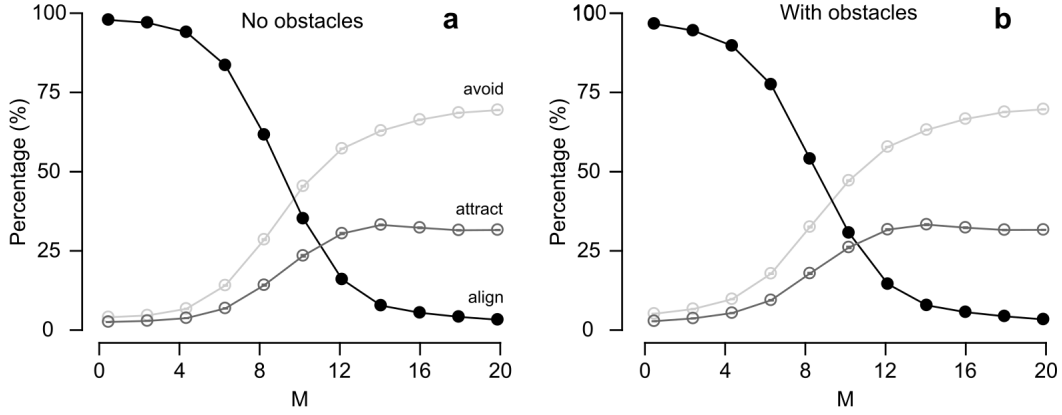 No obstacles
a
100
75
50
25
0
Percentage (%)
avoid
attract
align
0 4 8 12 16 20
M
With obstacles
b
100
75
50
25
0
Percentage (%)
0 4 8 12 16 20
M